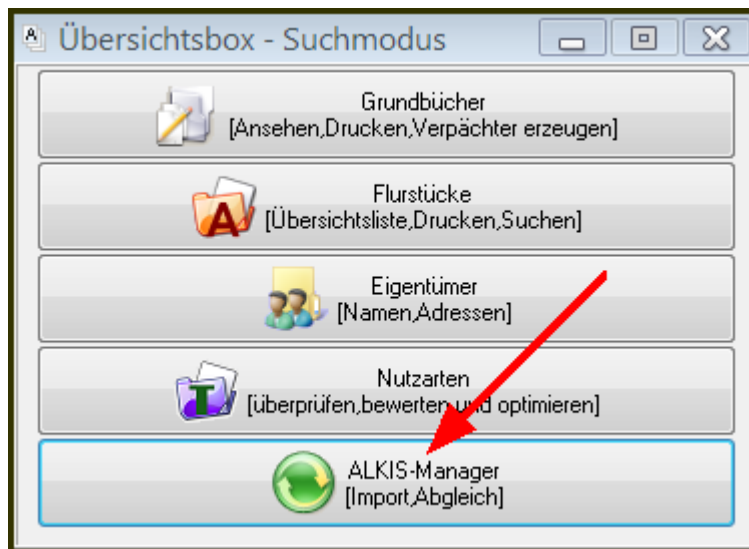 Übersichtsbox - Suchmodus
Grundbücher
[Ansehen,Drucken,Verpächter erzeugen]
Flurstücke
[Übersichtsliste,Drucken,Suchen]
Eigentümer
[Namen,Adressen]
Nutzarten
[überprüfen,bewerten und optimieren]
ALKIS-Manager
[Import,Abgleich]